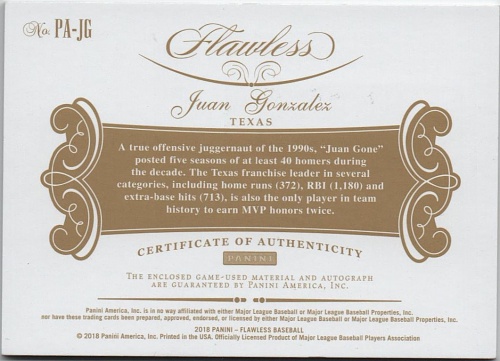 No: PA-JG
Flawless
Juan Gonzalez
TEXAS
A true offensive juggernaut of the 1990s, “Juan Gone”
posted five seasons of at least 40 homers during
the decade. The Texas franchise leader in several
categories, including home runs (372), RBI (1,180) and
extra-base hits (713), is also the only player in team
history to earn MVP honors twice.
CERTIFICATE OF AUTHENTICITY
PANINI
THE ENCLOSED GAME-USED MATERIAL AND AUTOGRAPH
ARE GUARANTEED BY PANINI AMERICA, INC.
Panini America, Inc. is in no way affiliated with either Major League Baseball or Major League Baseball Properties, Inc.,
nor have these trading cards been prepared, approved, endorsed, or licensed by either Major League Baseball or Major League Baseball Properties, Inc.
2018 PANINI – FLAWLESS BASEBALL
© 2018 Panini America, Inc. Printed in the USA. Officially Licensed Product of Major League Baseball Players Association